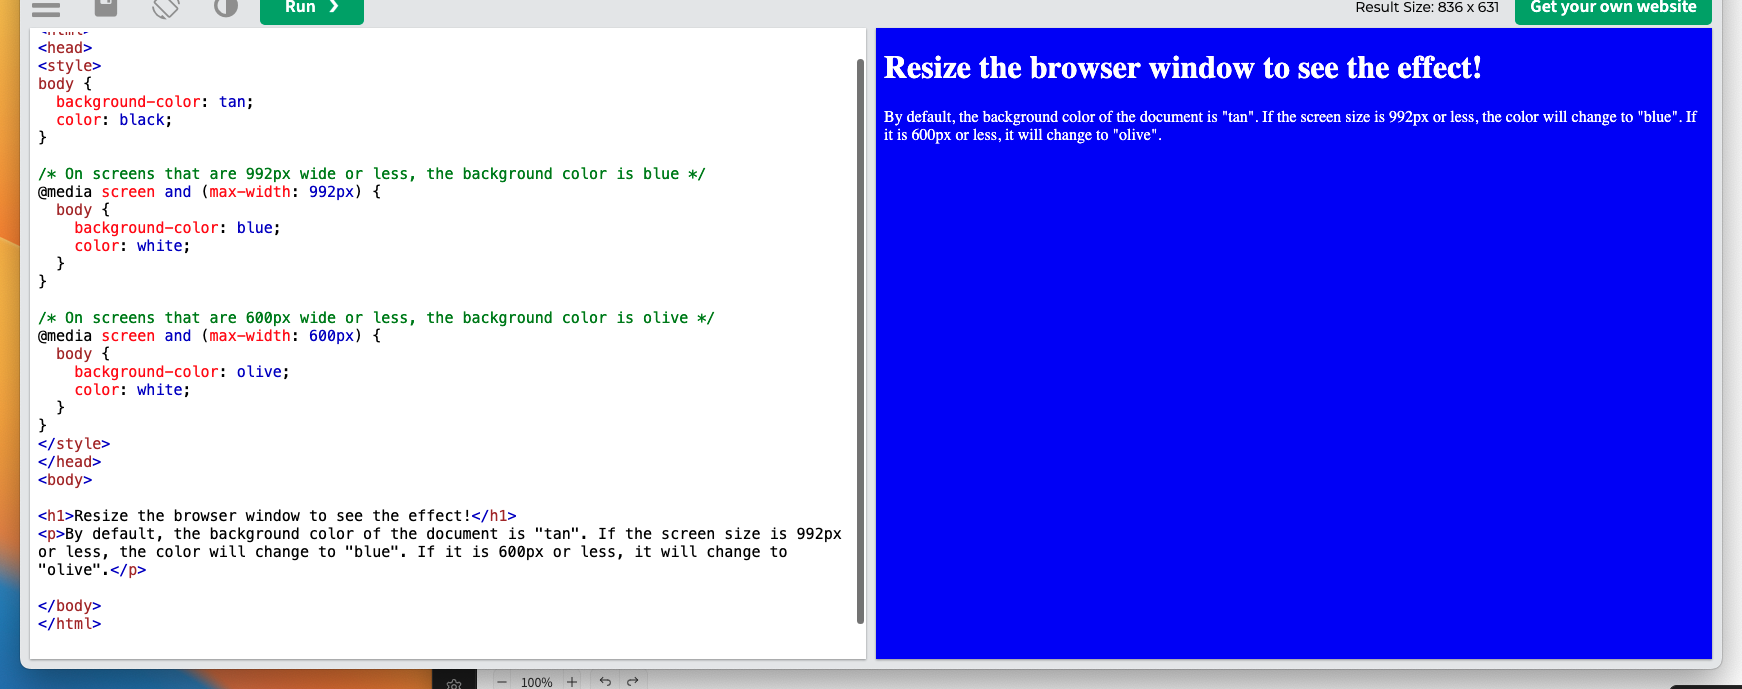 Run ❯
Result Size: 836 x 631
Get your own website
<html>
<head>
<style>
body {
  background-color: tan;
  color: black;
}
/* On screens that are 992px wide or less, the background color is blue */
@media screen and (max-width: 992px) {
  body {
    background-color: blue;
    color: white;
  }
}
/* On screens that are 600px wide or less, the background color is olive */
@media screen and (max-width: 600px) {
  body {
    background-color: olive;
    color: white;
  }
}
</style>
</head>
<body>
<h1>Resize the browser window to see the effect!</h1>
<p>By default, the background color of the document is "tan". If the screen size is 992px
or less, the color will change to "blue". If it is 600px or less, it will change to
"olive".</p>
</body>
</html>
Resize the browser window to see the effect!
By default, the background color of the document is "tan". If the screen size is 992px or less, the color will change to "blue". If
it is 600px or less, it will change to "olive".
− 100% +